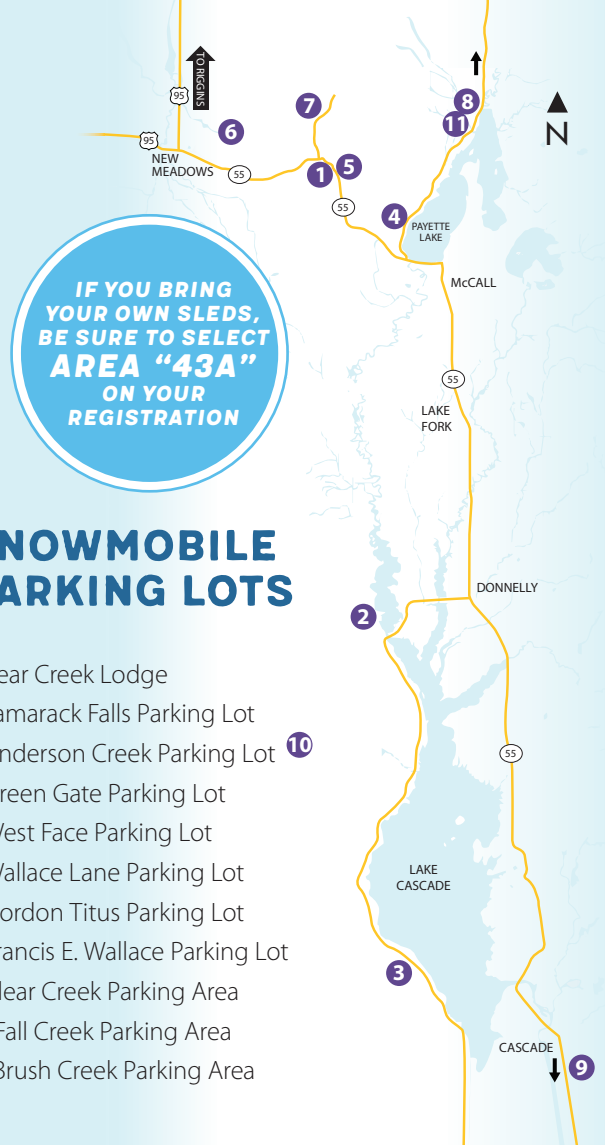 TO RIGGINS
95
95
NEW
MEADOWS
55
6
7
1
5
55
4
8
11
N
PAYETTE
LAKE
McCALL
IF YOU BRING
YOUR OWN SLEDS,
BE SURE TO SELECT
AREA “43A”
ON YOUR
REGISTRATION
55
LAKE
FORK
NOWMOBILE
ARKING LOTS
DONNELLY
2
ear Creek Lodge
amarack Falls Parking Lot
nderson Creek Parking Lot
10
reen Gate Parking Lot
Vest Face Parking Lot
Vallace Lane Parking Lot
ordon Titus Parking Lot
rancis E. Wallace Parking Lot
lear Creek Parking Area
Fall Creek Parking Area
Brush Creek Parking Area
55
LAKE
CASCADE
3
CASCADE
9